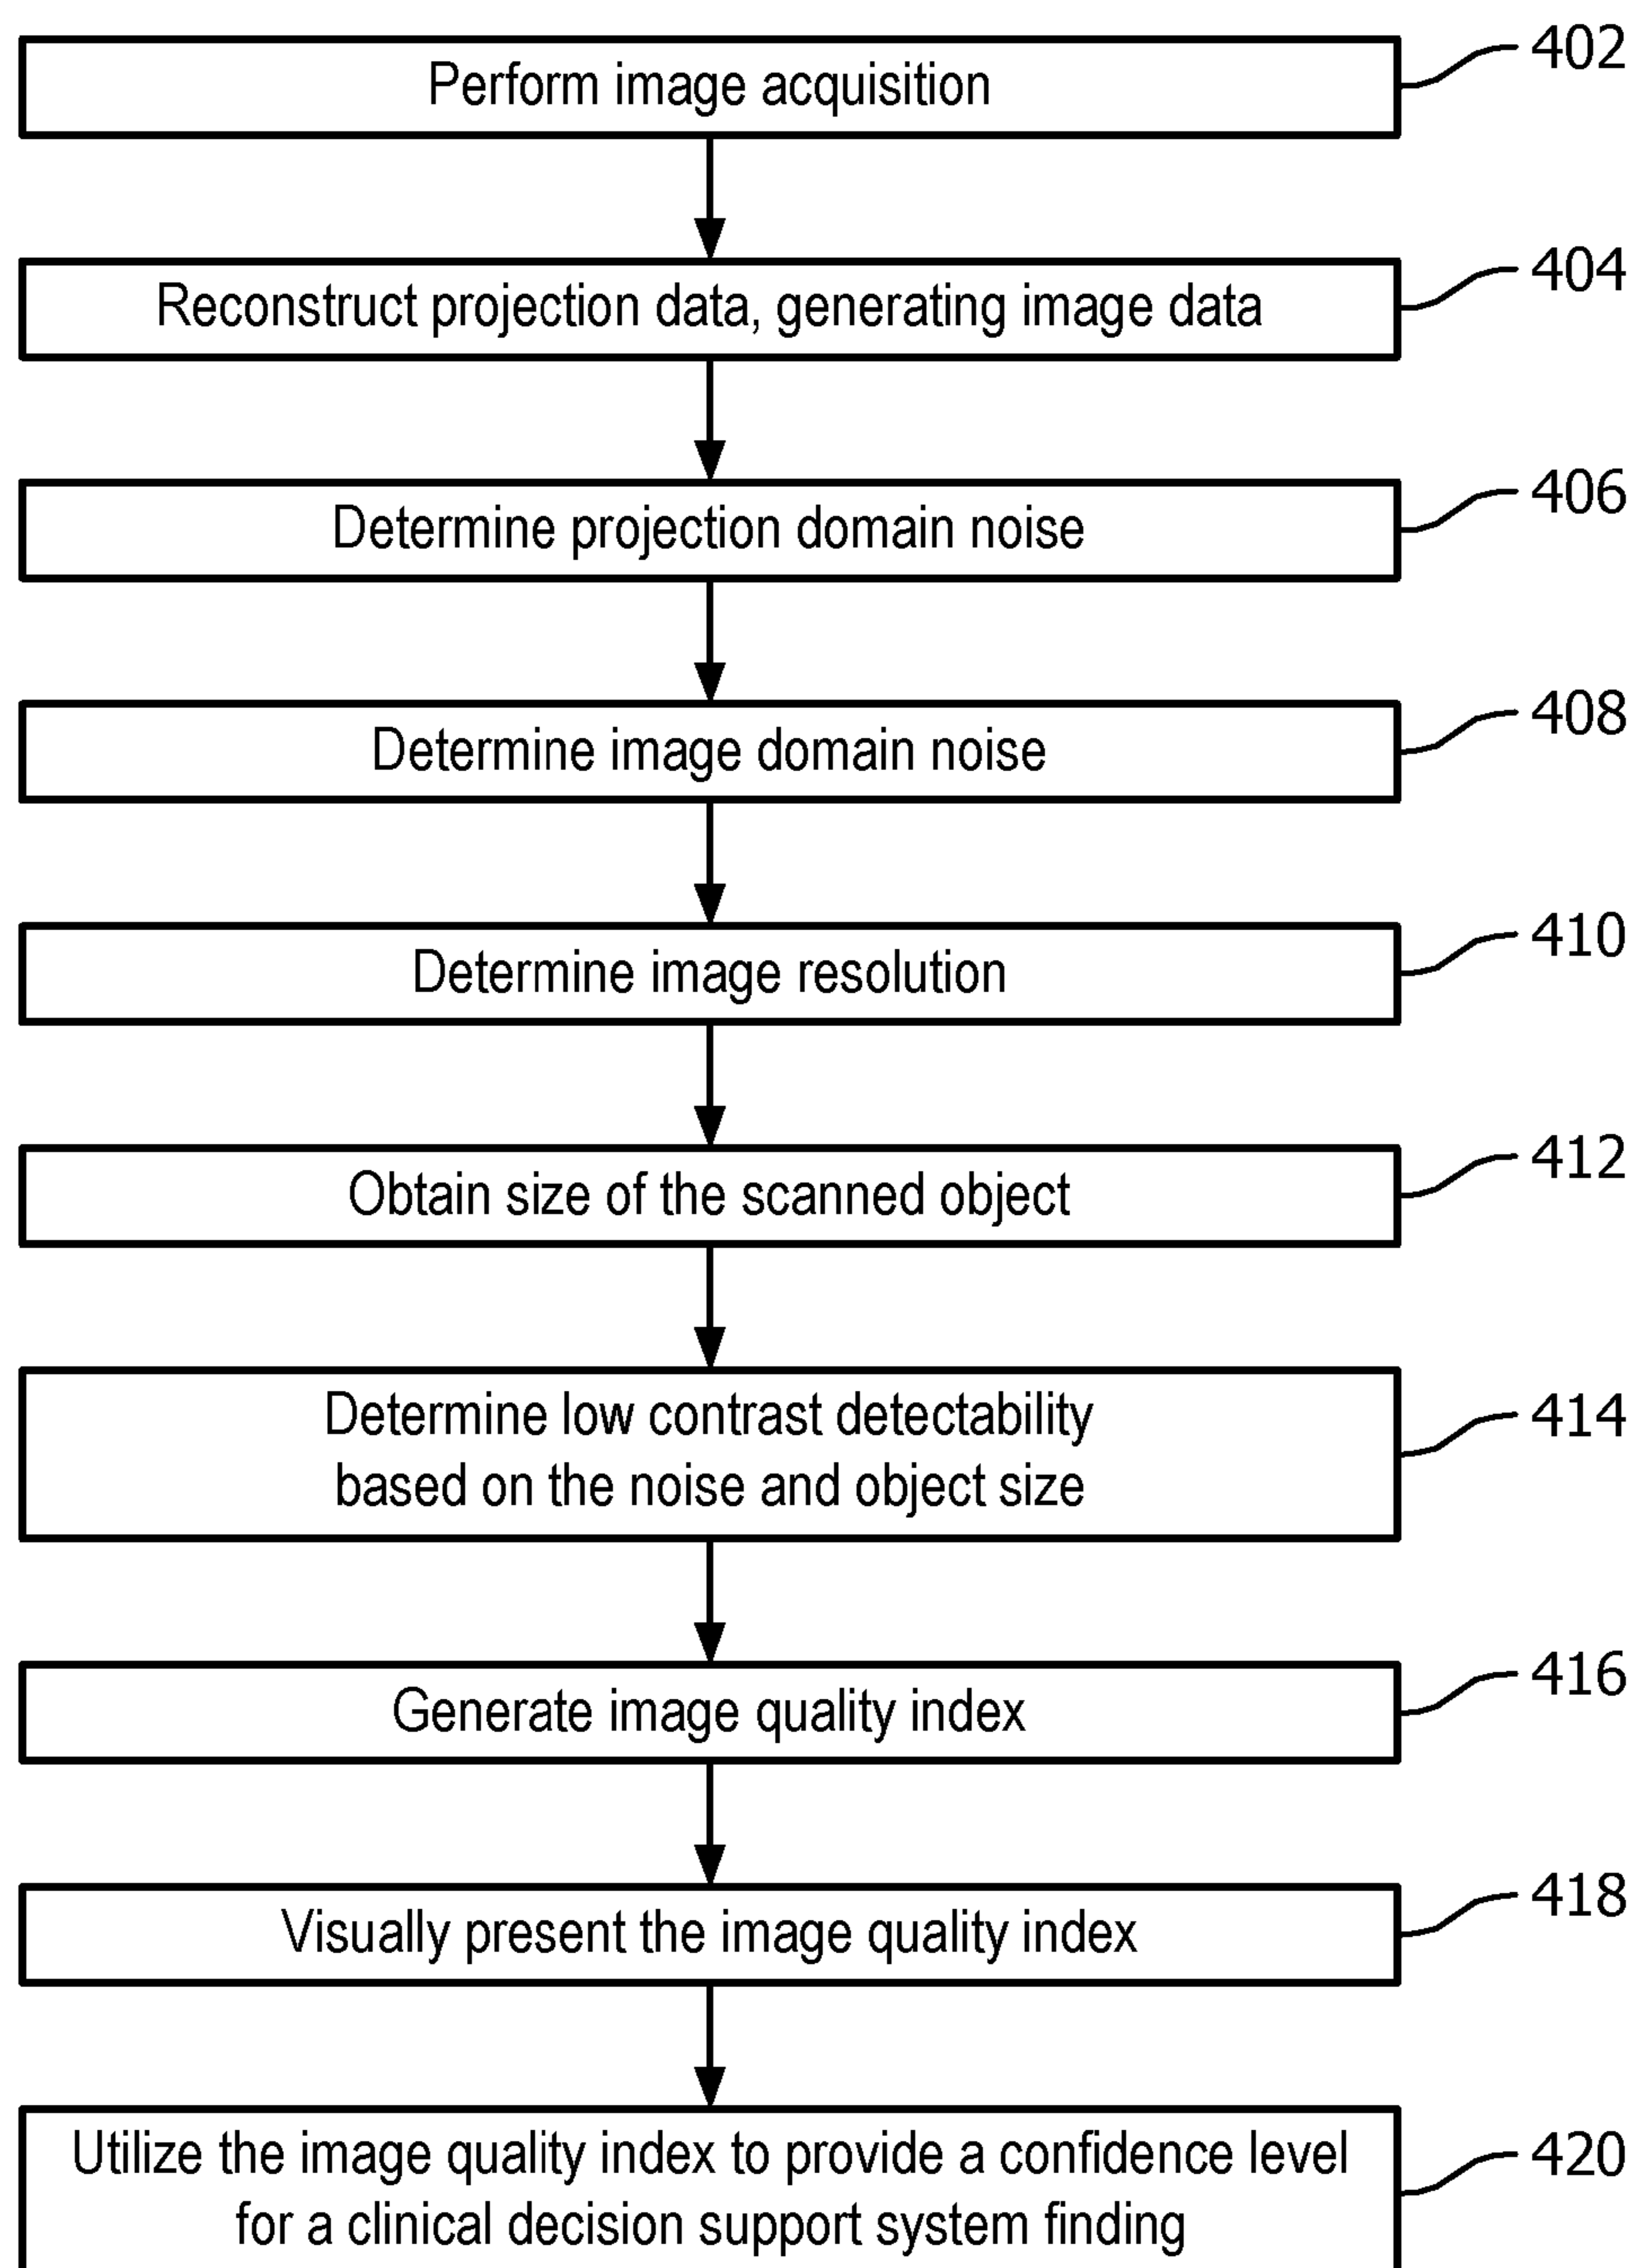 Perform image acquisition
402
Reconstruct projection data, generating image data
404
Determine projection domain noise
406
Determine image domain noise
408
Determine image resolution
410
Obtain size of the scanned object
412
Determine low contrast detectability
based on the noise and object size
414
Generate image quality index
416
Visually present the image quality index
418
Utilize the image quality index to provide a confidence level
for a clinical decision support system finding
420